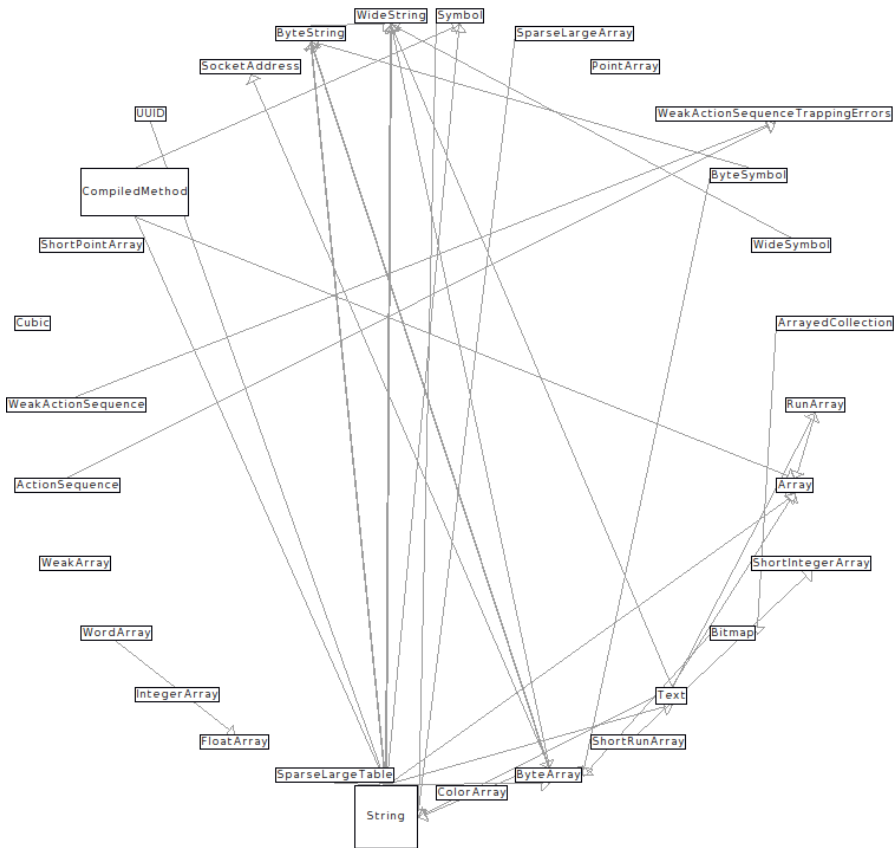 WideString
Symbol
ByteString
SparseLargeArray
SocketAddress
PointArray
UUID
WeakActionSequenceTrappingErrors
CompiledMethod
ByteSymbol
ShortPointArray
WideSymbol
Cubic
ArrayedCollection
WeakActionSequence
RunArray
ActionSequence
Array
WeakArray
ShortIntegerArray
WordArray
Bitmap
IntegerArray
Text
FloatArray
ShortRunArray
SparseLargeTable
ByteArray
ColorArray
String